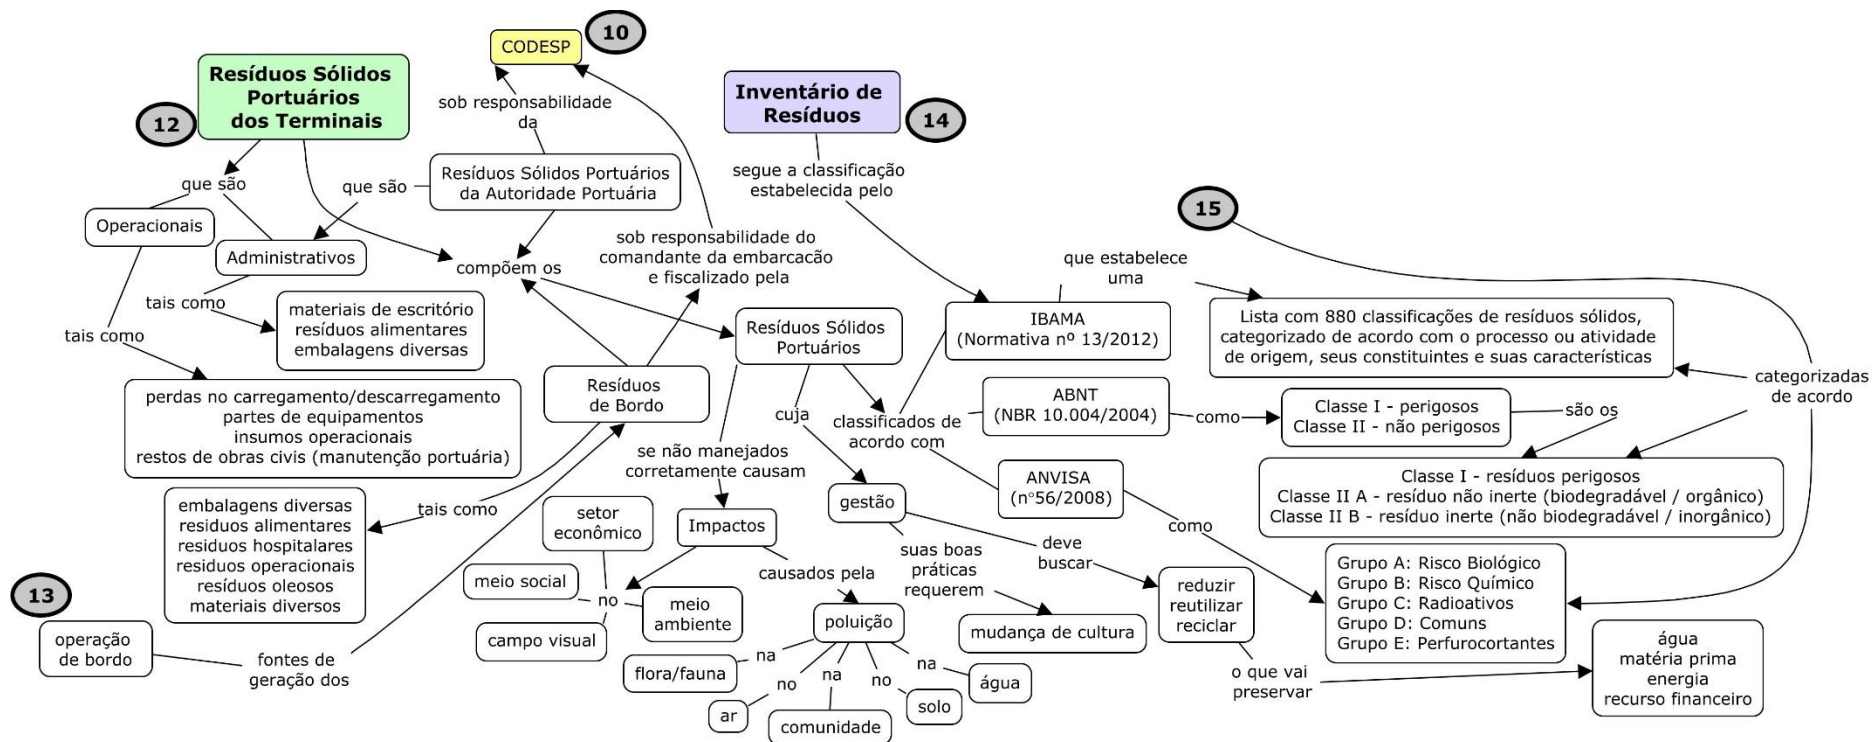 CODESP
10
Resíduos Sólidos
Portuários
dos Terminais
12
sob responsabilidade
da
Inventário de
Resíduos
14
que são
que são
Resíduos Sólidos Portuários
da Autoridade Portuária
segue a classificação
estabelecida pelo
15
Operacionais
Administrativos
compõem os
sob responsabilidade do
comandante da embarcacão
e fiscalizado pela
que estabelece
uma
tais como
materiais de escritório
resíduos alimentares
embalagens diversas
tais como
Resíduos Sólidos
Portuários
IBAMA
(Normativa nº 13/2012)
Lista com 880 classificações de resíduos sólidos,
categorizado de acordo com o processo ou atividade
de origem, seus constituintes e suas características
perdas no carregamento/descarregamento
partes de equipamentos
insumos operacionais
restos de obras civis (manutenção portuária)
Resíduos
de Bordo
cuja
classificados de
acordo com
ABNT
(NBR 10.004/2004)
como
Classe I - perigosos
Classe II - não perigosos
são os
categorizadas
de acordo
se não manejados
corretamente causam
ANVISA
(n°56/2008)
Classe I - resíduos perigosos
Classe II A - resíduo não inerte (biodegradável / orgânico)
Classe II B - resíduo inerte (não biodegradável / inorgânico)
embalagens diversas
residuos alimentares
residuos hospitalares
residuos operacionais
resíduos oleosos
materiais diversos
tais como
setor
econômico
Impactos
gestão
como
meio social
no
meio
ambiente
campo visual
causados pela
suas boas
práticas
requerem
deve
buscar
reduzir
reutilizar
reciclar
Grupo A: Risco Biológico
Grupo B: Risco Químico
Grupo C: Radioativos
Grupo D: Comuns
Grupo E: Perfurocortantes
13
operação
de bordo
fontes de
geração dos
poluição
mudança de cultura
flora/fauna
na
no
na
no
na
ar
comunidade
solo
água
o que vai
preservar
água
matéria prima
energia
recurso financeiro